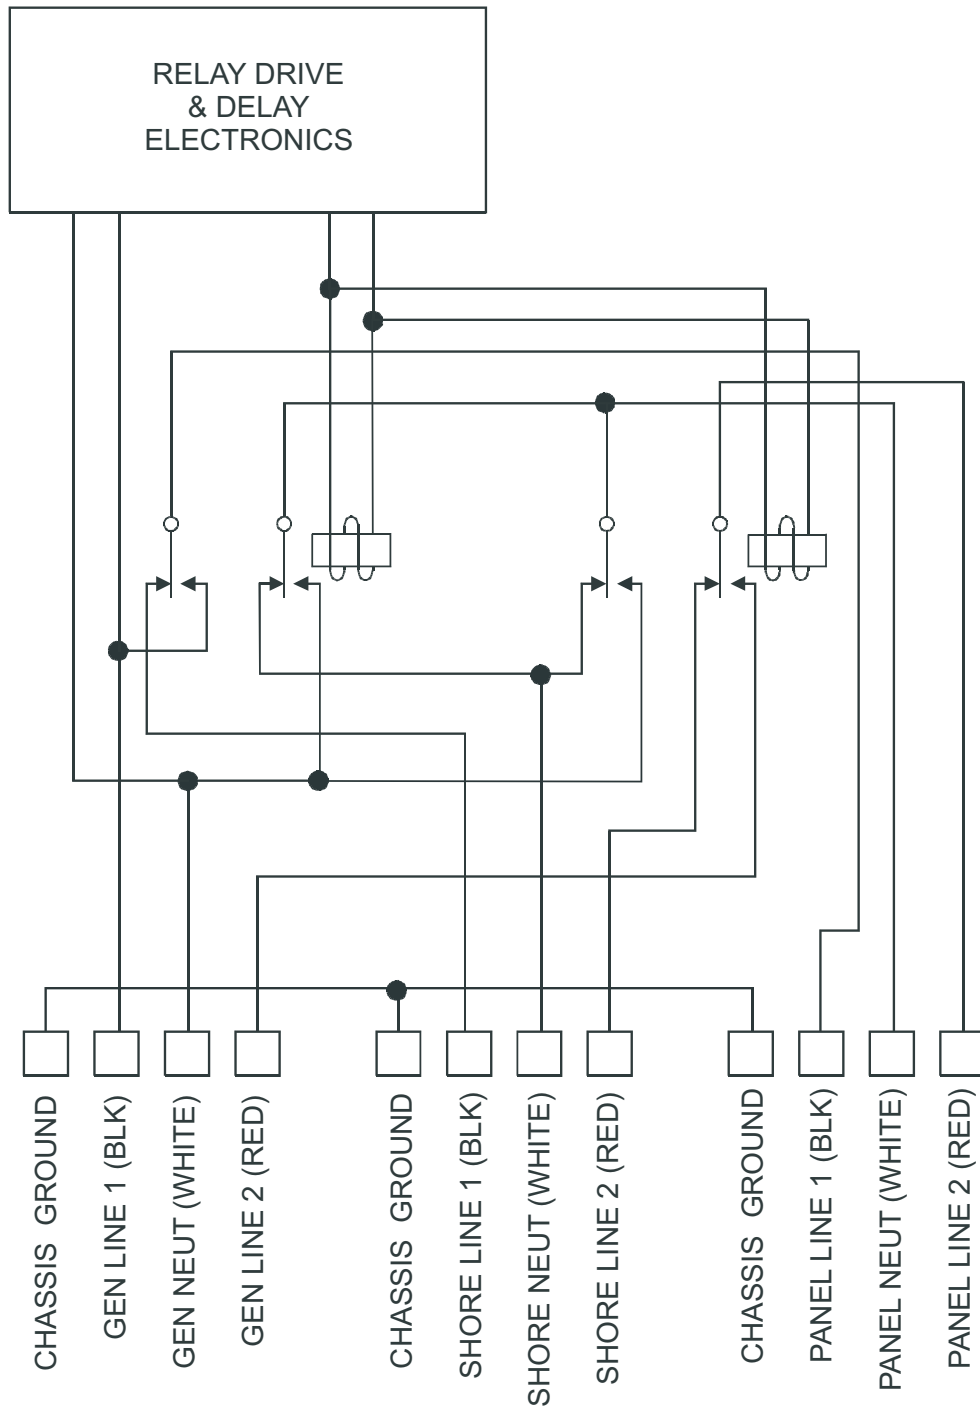 RELAY DRIVE
& DELAY
ELECTRONICS
CHASSIS GROUND
GEN LINE 1 (BLK)
GEN NEUT (WHITE)
GEN LINE 2 (RED)
CHASSIS GROUND
SHORE LINE 1 (BLK)
SHORE NEUT (WHITE)
SHORE LINE 2 (RED)
CHASSIS GROUND
PANEL LINE 1 (BLK)
PANEL NEUT (WHITE)
PANEL LINE 2 (RED)